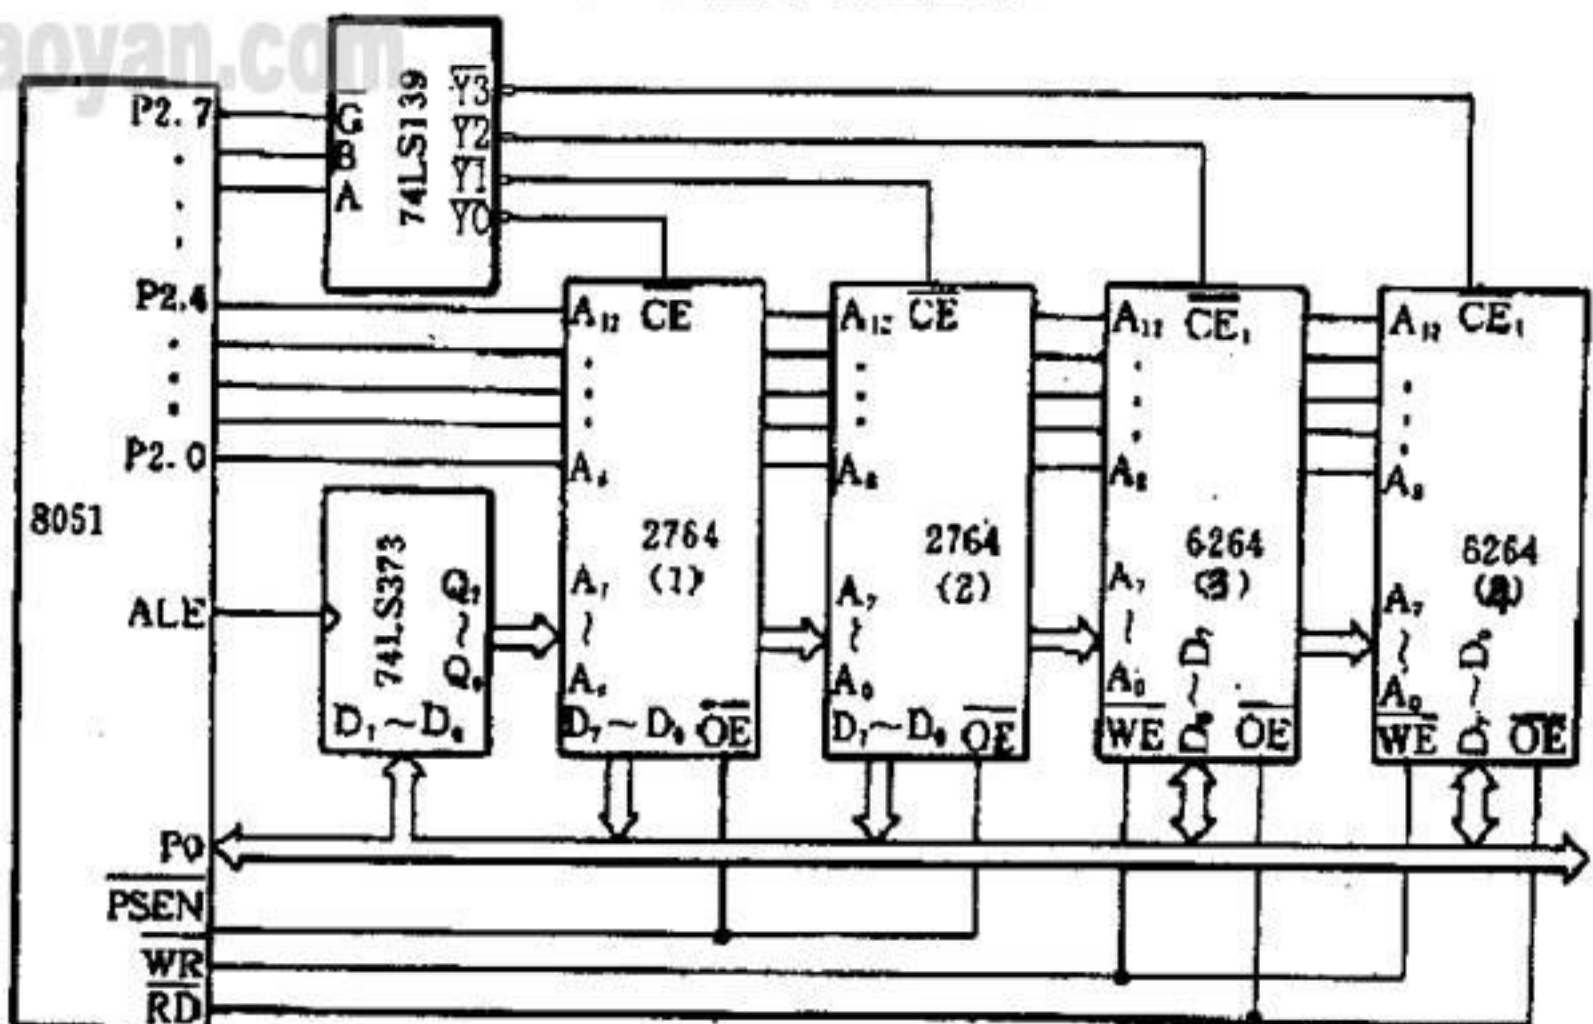 aoyan.com
8051
P2.7
P2.4
P2.0
ALE
P0
PSEN
WR
RD
74LS139
G
B
A
Y3
Y2
Y1
Y0
74LS373
Q₇
~
Q₀
D₇~D₀
A₁₂ CE
A₈
2764
(1)
A₇
~
A₀
D₇~D₀ OE
A₁₂ CE
A₈
2764
(2)
A₇
~
A₀
D₇~D₀ OE
A₁₂ CE₁
A₈
6264
(3)
A₇
~
A₀
WE D₀~D₇ OE
A₁₂ CE₁
A₈
6264
(4)
A₇
~
A₀
WE D₇~D₀ OE